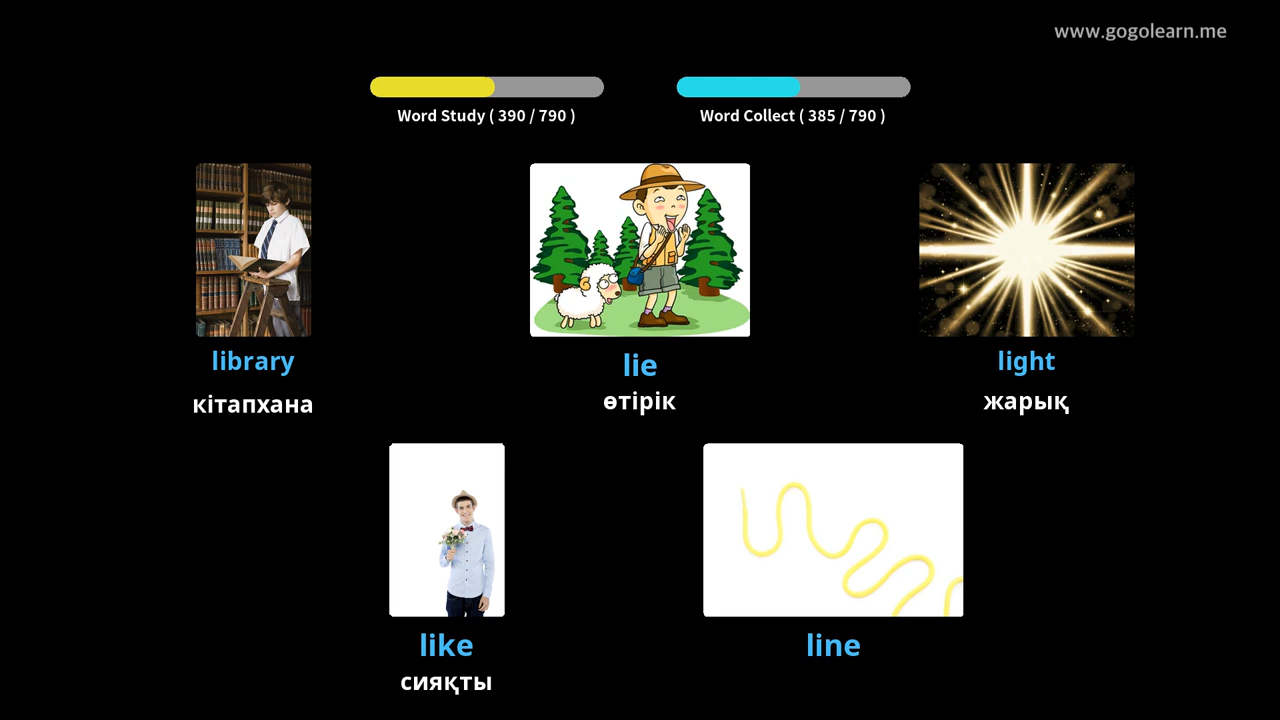 www.gogolearn.me
Word Study ( 390 / 790 )
Word Collect ( 385 / 790 )
library
кітапхана
lie
өтірік
light
жарық
like
сияқты
line